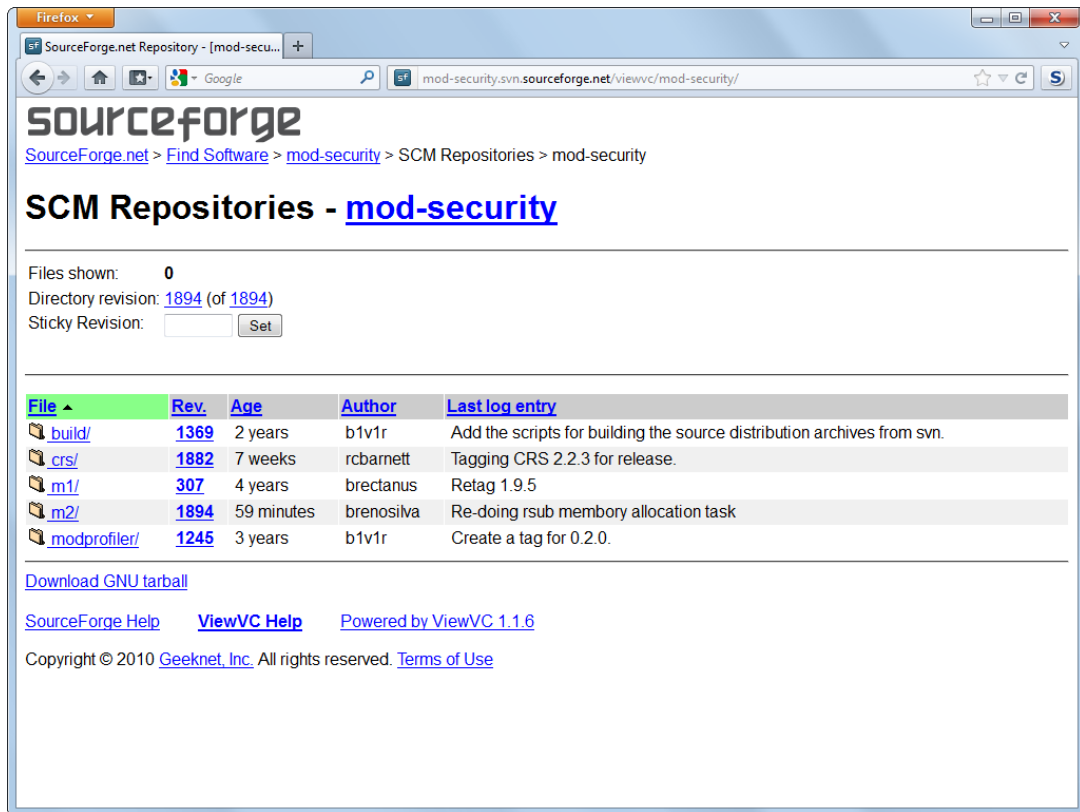 Firefox
SourceForge.net Repository - [mod-secu...
Google
mod-security.svn.sourceforge.net/viewvc/mod-security/
sourceforge
SourceForge.net > Find Software > mod-security > SCM Repositories > mod-security
SCM Repositories - mod-security
Files shown: 0
Directory revision: 1894 (of 1894)
Sticky Revision: Set
File Rev. Age Author Last log entry
build/ 1369 2 years b1v1r Add the scripts for building the source distribution archives from svn.
crs/ 1882 7 weeks rcbarnett Tagging CRS 2.2.3 for release.
m1/ 307 4 years brectanus Retag 1.9.5
m2/ 1894 59 minutes brenosilva Re-doing rsub membory allocation task
modprofiler/ 1245 3 years b1v1r Create a tag for 0.2.0.
Download GNU tarball
SourceForge Help ViewVC Help Powered by ViewVC 1.1.6
Copyright © 2010 Geeknet, Inc. All rights reserved. Terms of Use